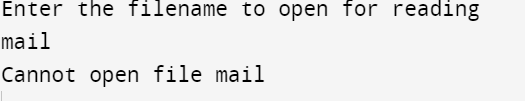 Enter the filename to open for reading
mail
Cannot open file mail